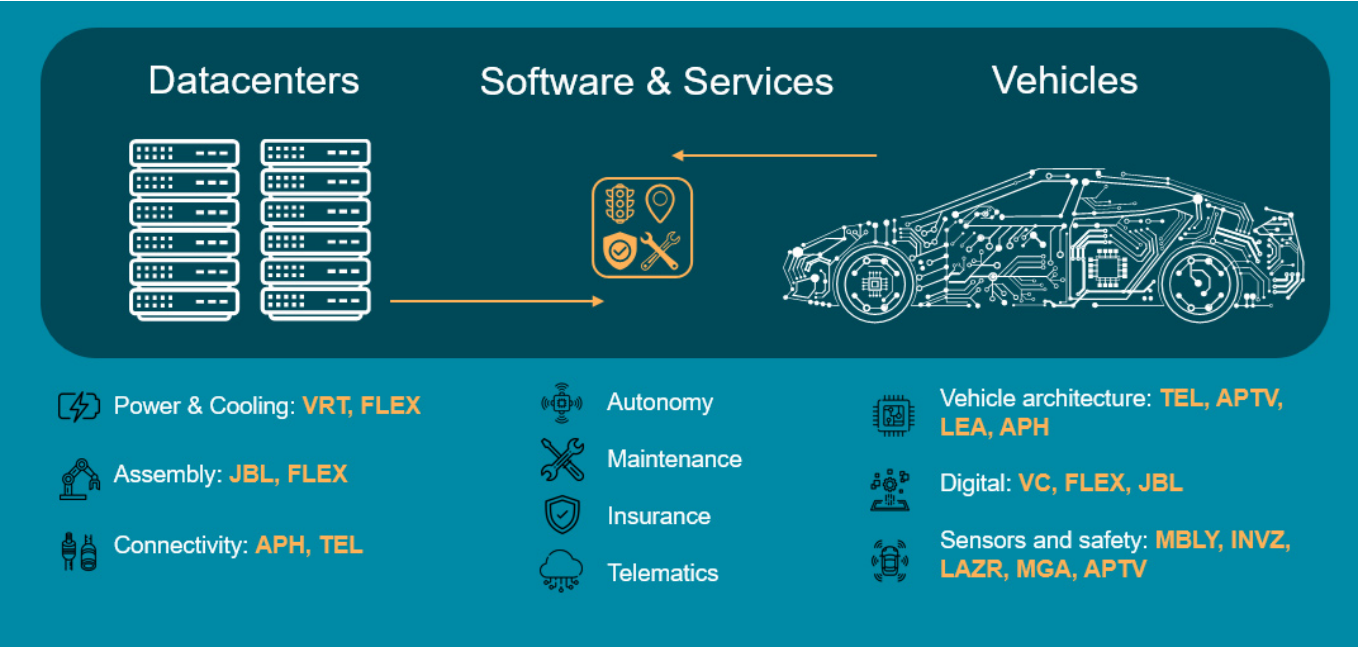 Datacenters
Software & Services
Vehicles
Power & Cooling: VRT, FLEX
Assembly: JBL, FLEX
Connectivity: APH, TEL
Autonomy
Maintenance
Insurance
Telematics
Vehicle architecture: TEL, APTV,
LEA, APH
Digital: VC, FLEX, JBL
Sensors and safety: MBLY, INVZ,
LAZR, MGA, APTV